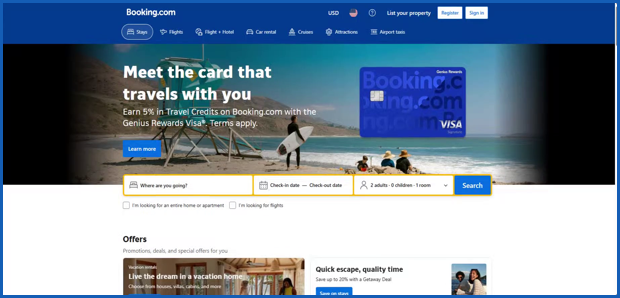 Booking.com
USD
List your property
Register
Sign in
Stays
Flights
Flight + Hotel
Car rental
Cruises
Attractions
Airport taxis
Meet the card that
travels with you
Earn 5% in Travel Credits on Booking.com with the
Genius Rewards Visa®. Terms apply.
Learn more
Genius Rewards
Booking.c
ooking.com
king.com
VISA
Signature
Where are you going?
Check-in date — Check-out date
2 adults · 0 children · 1 room
Search
I'm looking for an entire home or apartment
I'm looking for flights
Offers
Promotions, deals, and special offers for you
Vacation rentals
Live the dream in a vacation home
Choose from houses, villas, cabins, and more
Quick escape, quality time
Save up to 20% with a Getaway Deal
Save on stays